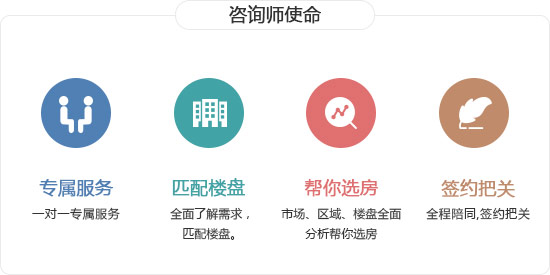 咨询师使命
专属服务
一对一专属服务
匹配楼盘
全面了解需求，
匹配楼盘。
帮你选房
市场、区域、楼盘全面
分析帮你选房
签约把关
全程陪同,签约把关